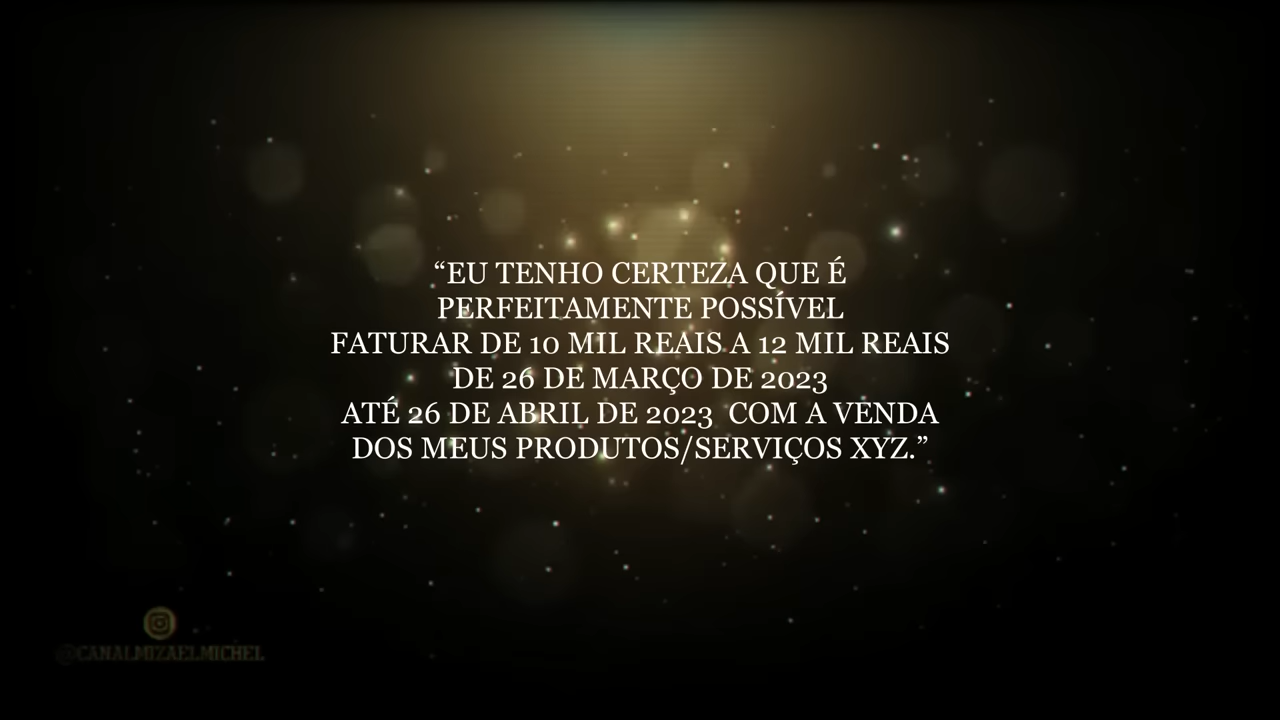 “EU TENHO CERTEZA QUE É
PERFEITAMENTE POSSÍVEL
FATURAR DE 10 MIL REAIS A 12 MIL REAIS
DE 26 DE MARÇO DE 2023
ATÉ 26 DE ABRIL DE 2023 COM A VENDA
DOS MEUS PRODUTOS/SERVIÇOS XYZ.”
@CANALMIZAELMICHEL